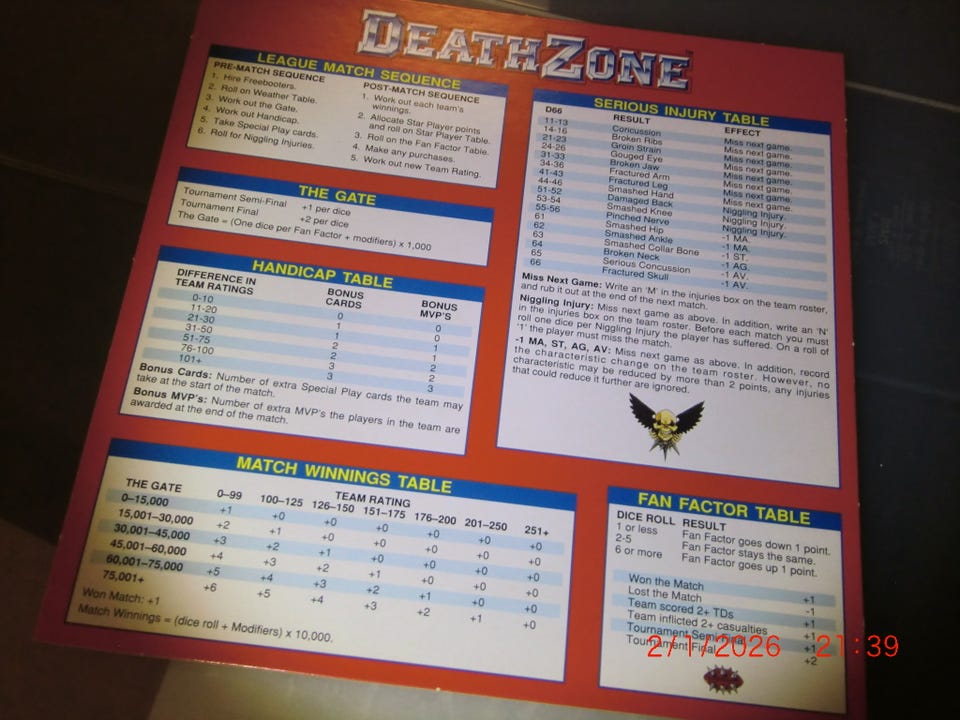 DEATHZONE
LEAGUE MATCH SEQUENCE
PRE-MATCH SEQUENCE
1. Hire Freebooters.
2. Roll on Weather Table.
3. Work out the Gate.
4. Work out Handicap.
5. Take Special Play cards.
6. Roll for Niggling Injuries.
POST-MATCH SEQUENCE
1. Work out each team's
winnings.
2. Allocate Star Player points
and roll on Star Player Table.
3. Roll on the Fan Factor Table.
4. Make any purchases.
5. Work out new Team Rating.
THE GATE
Tournament Semi-Final +1 per dice
Tournament Final +2 per dice
The Gate = (One dice per Fan Factor + modifiers) x 1,000
HANDICAP TABLE
DIFFERENCE IN BONUS BONUS
TEAM RATINGS CARDS MVP'S
0-10 0 0
11-20 1 0
21-30 1 1
31-50 2 1
51-75 2 2
76-100 3 2
101+ 3 3
Bonus Cards: Number of extra Special Play cards the team may
take at the start of the match.
Bonus MVP's: Number of extra MVP's the players in the team are
awarded at the end of the match.
SERIOUS INJURY TABLE
D66 RESULT EFFECT
11-13 Concussion Miss next game.
14-16 Broken Ribs Miss next game.
21-23 Groin Strain Miss next game.
24-26 Gouged Eye Miss next game.
31-33 Broken Jaw Miss next game.
34-36 Fractured Arm Miss next game.
41-43 Fractured Leg Miss next game.
44-46 Smashed Hand Miss next game.
51-52 Damaged Back Niggling Injury.
53-54 Smashed Knee Niggling Injury.
55-56 Pinched Nerve Niggling Injury.
61 Smashed Hip -1 MA.
62 Smashed Ankle -1 MA.
63 Smashed Collar Bone -1 ST.
64 Broken Neck -1 AG.
65 Serious Concussion -1 AV.
66 Fractured Skull -1 AV.
Miss Next Game: Write an 'M' in the injuries box on the team roster,
and rub it out at the end of the next match.
Niggling Injury: Miss next game as above. In addition, write an 'N'
in the injuries box on the team roster. Before each match you must
roll one dice per Niggling Injury the player has suffered. On a roll of
'1' the player must miss the match.
-1 MA, ST, AG, AV: Miss next game as above. In addition, record
the characteristic change on the team roster. However, no
characteristic may be reduced by more than 2 points, any injuries
that could reduce it further are ignored.
MATCH WINNINGS TABLE
TEAM RATING
THE GATE 0–99 100–125 126–150 151–175 176–200 201–250 251+
0–15,000 +1 +0 +0 +0 +0 +0 +0
15,001–30,000 +2 +1 +0 +0 +0 +0 +0
30,001–45,000 +3 +2 +1 +0 +0 +0 +0
45,001–60,000 +4 +3 +2 +1 +0 +0 +0
60,001–75,000 +5 +4 +3 +2 +1 +0 +0
75,001+ +6 +5 +4 +3 +2 +1 +0
Won Match: +1
Match Winnings = (dice roll + Modifiers) x 10,000.
FAN FACTOR TABLE
DICE ROLL RESULT
1 or less Fan Factor goes down 1 point.
2-5 Fan Factor stays the same.
6 or more Fan Factor goes up 1 point.
Won the Match +1
Lost the Match -1
Team scored 2+ TDs +1
Team inflicted 2+ casualties +1
Tournament Semi-Final +1
Tournament Final +2
2/1/2026 21:39